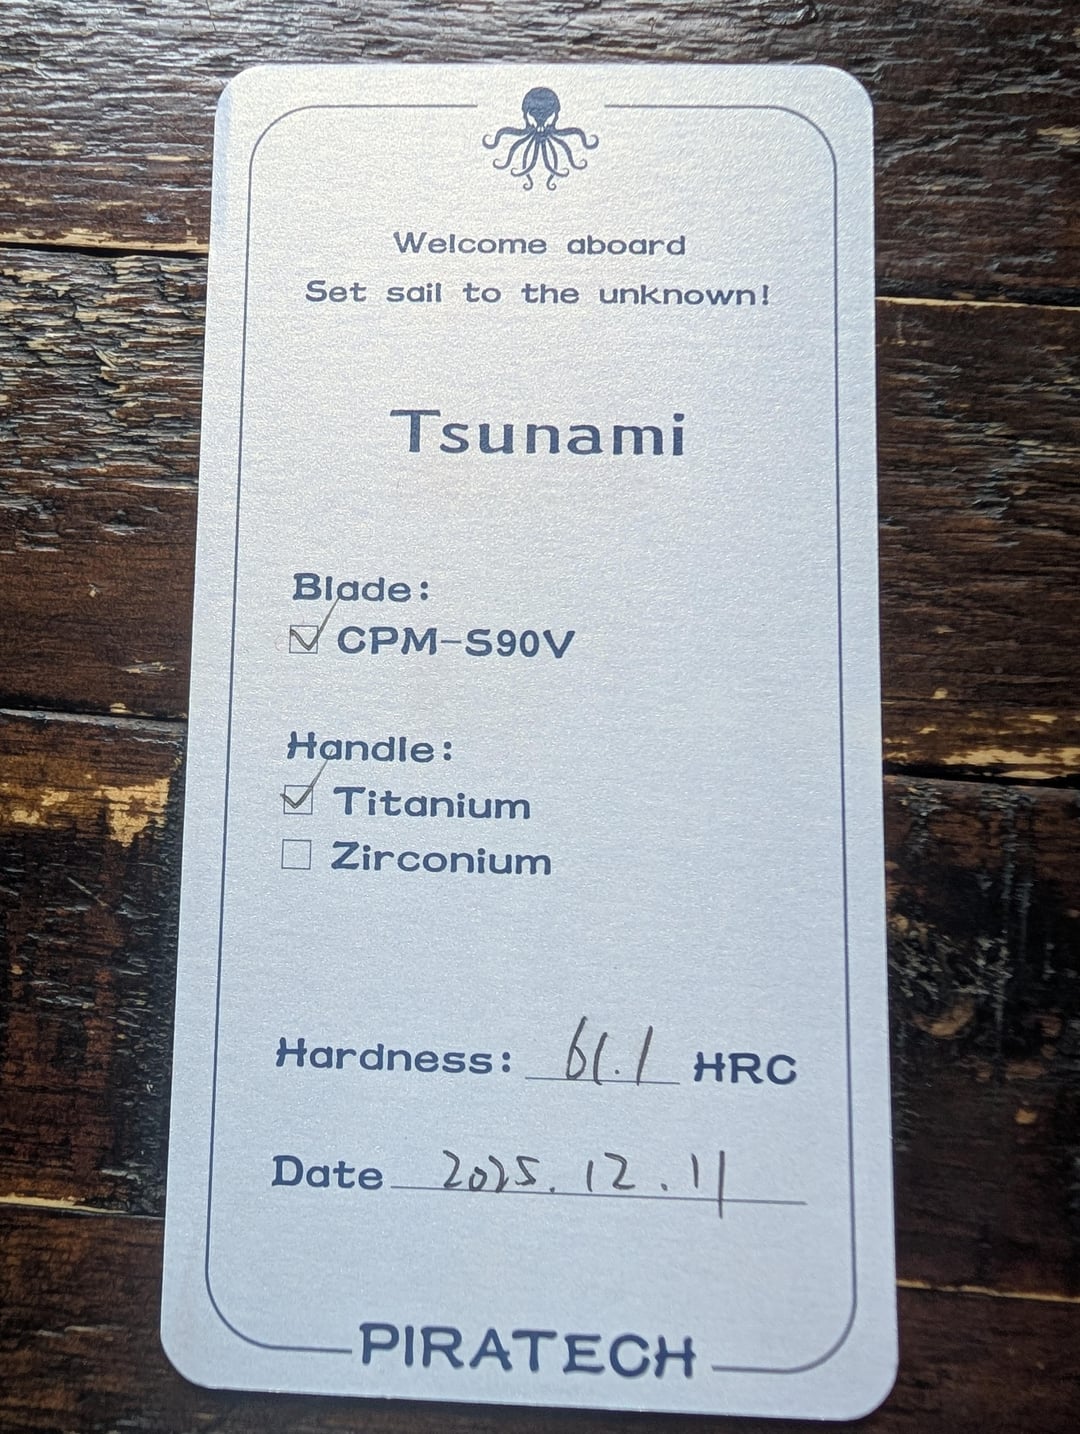 Welcome aboard
Set sail to the unknown!
Tsunami
Blade:
☑ CPM-S90V
Handle:
☑ Titanium
☐ Zirconium
Hardness: 61.1 HRC
Date 2025.12.11
PIRATECH